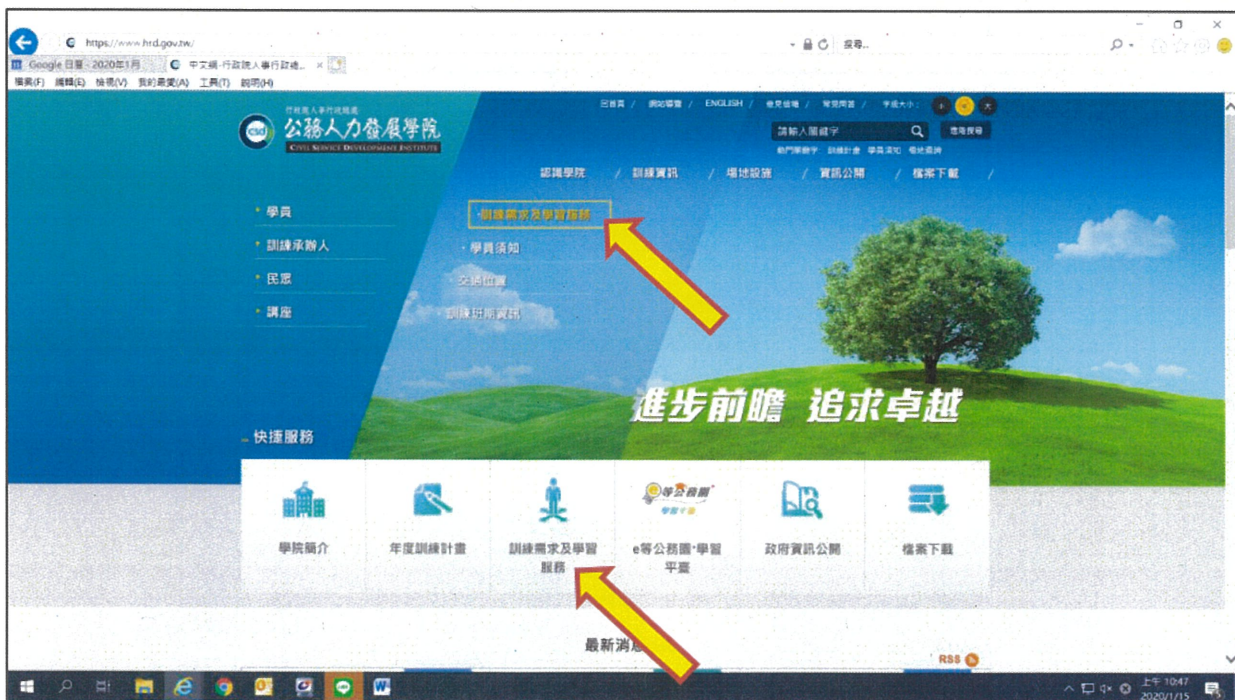 https://www.hrd.gov.tw/
搜尋...
Google 日曆 - 2020年1月
中文網-行政院人事行政總...
檔案(F) 編輯(E) 檢視(V) 我的最愛(A) 工具(T) 說明(H)
回首頁 / 網站導覽 / ENGLISH / 意見信箱 / 常見問答 / 字級大小：
行政院人事行政總處
公務人力發展學院
CIVIL SERVICE DEVELOPMENT INSTITUTE
請輸入關鍵字
進階搜尋
熱門關鍵字 訓練計畫 學員須知 場地查詢
認識學院 / 訓練資訊 / 場地設施 / 資訊公開 / 檔案下載 /
學員
訓練承辦人
民眾
講座
訓練需求及學習服務
學員須知
交通位置
訓練班期資訊
進步前瞻 追求卓越
快捷服務
學院簡介
年度訓練計畫
訓練需求及學習
服務
e等公務園+學習
平臺
政府資訊公開
檔案下載
最新消息
RSS
上午 10:47
2020/1/15